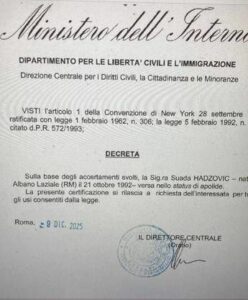 Ministero dell'Intern
DIPARTIMENTO PER LE LIBERTA' CIVILI E L'IMMIGRAZIONE
Direzione Centrale per i Diritti Civili, la Cittadinanza e le Minoranze
VISTI l'articolo 1 della Convenzione di New York 28 settembre
ratificata con legge 1 febbraio 1962, n. 306; la legge 5 febbraio 1992, n.
citato d.P.R. 572/1993;
DECRETA
Sulla base degli accertamenti svolti, la Sig.ra Suada HADZOVIC – nat
Albano Laziale (RM) il 21 ottobre 1992– versa nello status di apolide.
La presente certificazione si rilascia a richiesta dell'interessata per
gli usi consentiti dalla legge.
Roma, 9 DIC. 2025
IL DIRETTORE CENTRALE